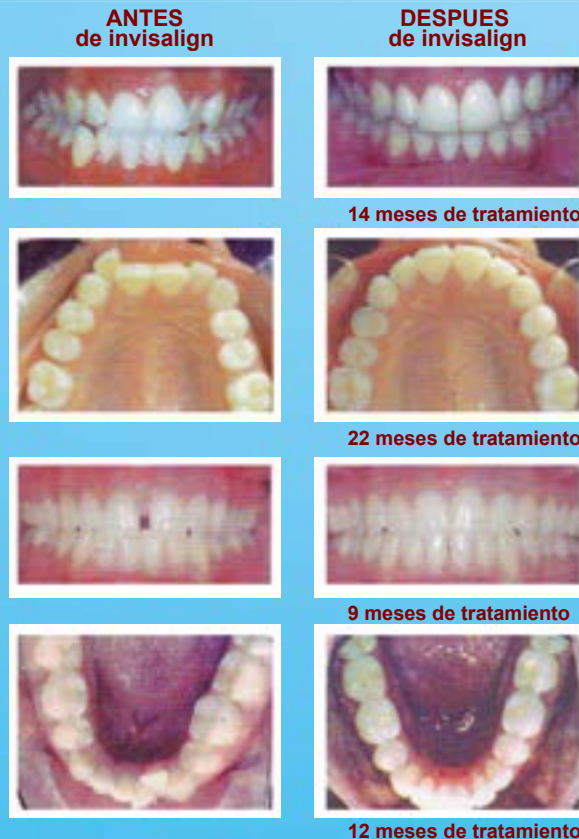 ANTES
de invisalign
DESPUES
de invisalign
14 meses de tratamiento
22 meses de tratamiento
9 meses de tratamiento
12 meses de tratamiento